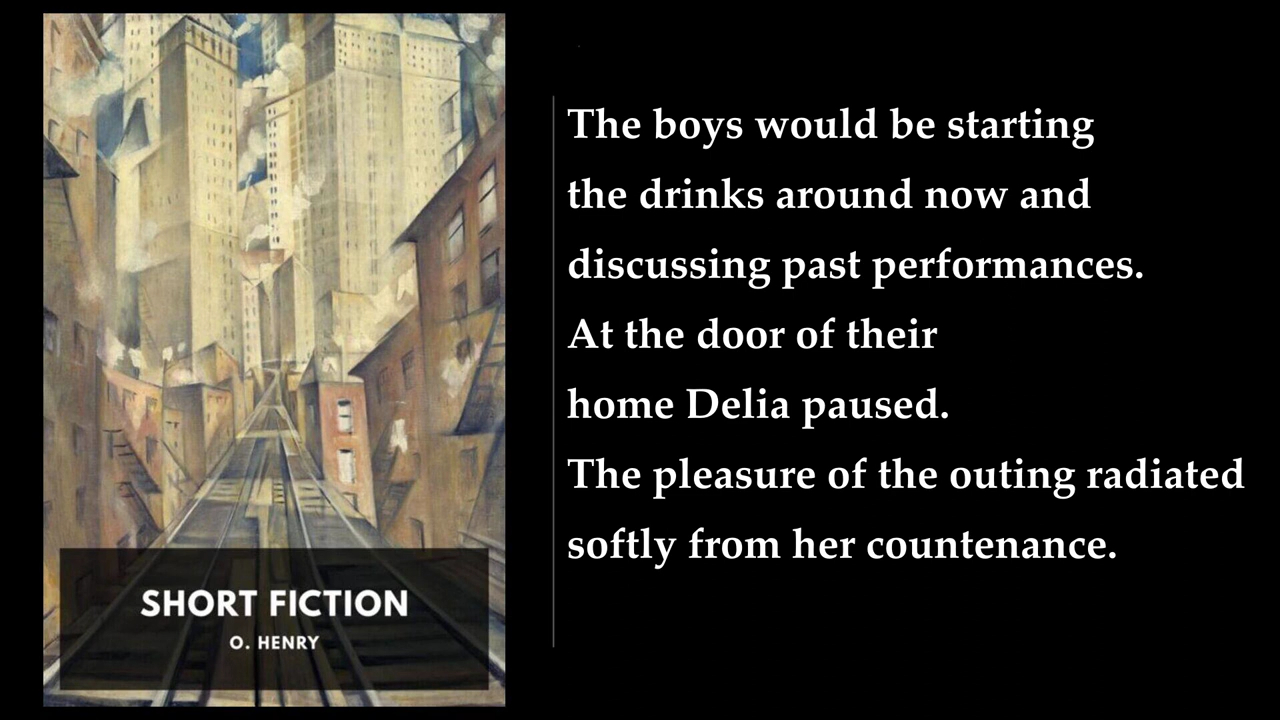 SHORT FICTION
O. HENRY
The boys would be starting
the drinks around now and
discussing past performances.
At the door of their
home Delia paused.
The pleasure of the outing radiated
softly from her countenance.